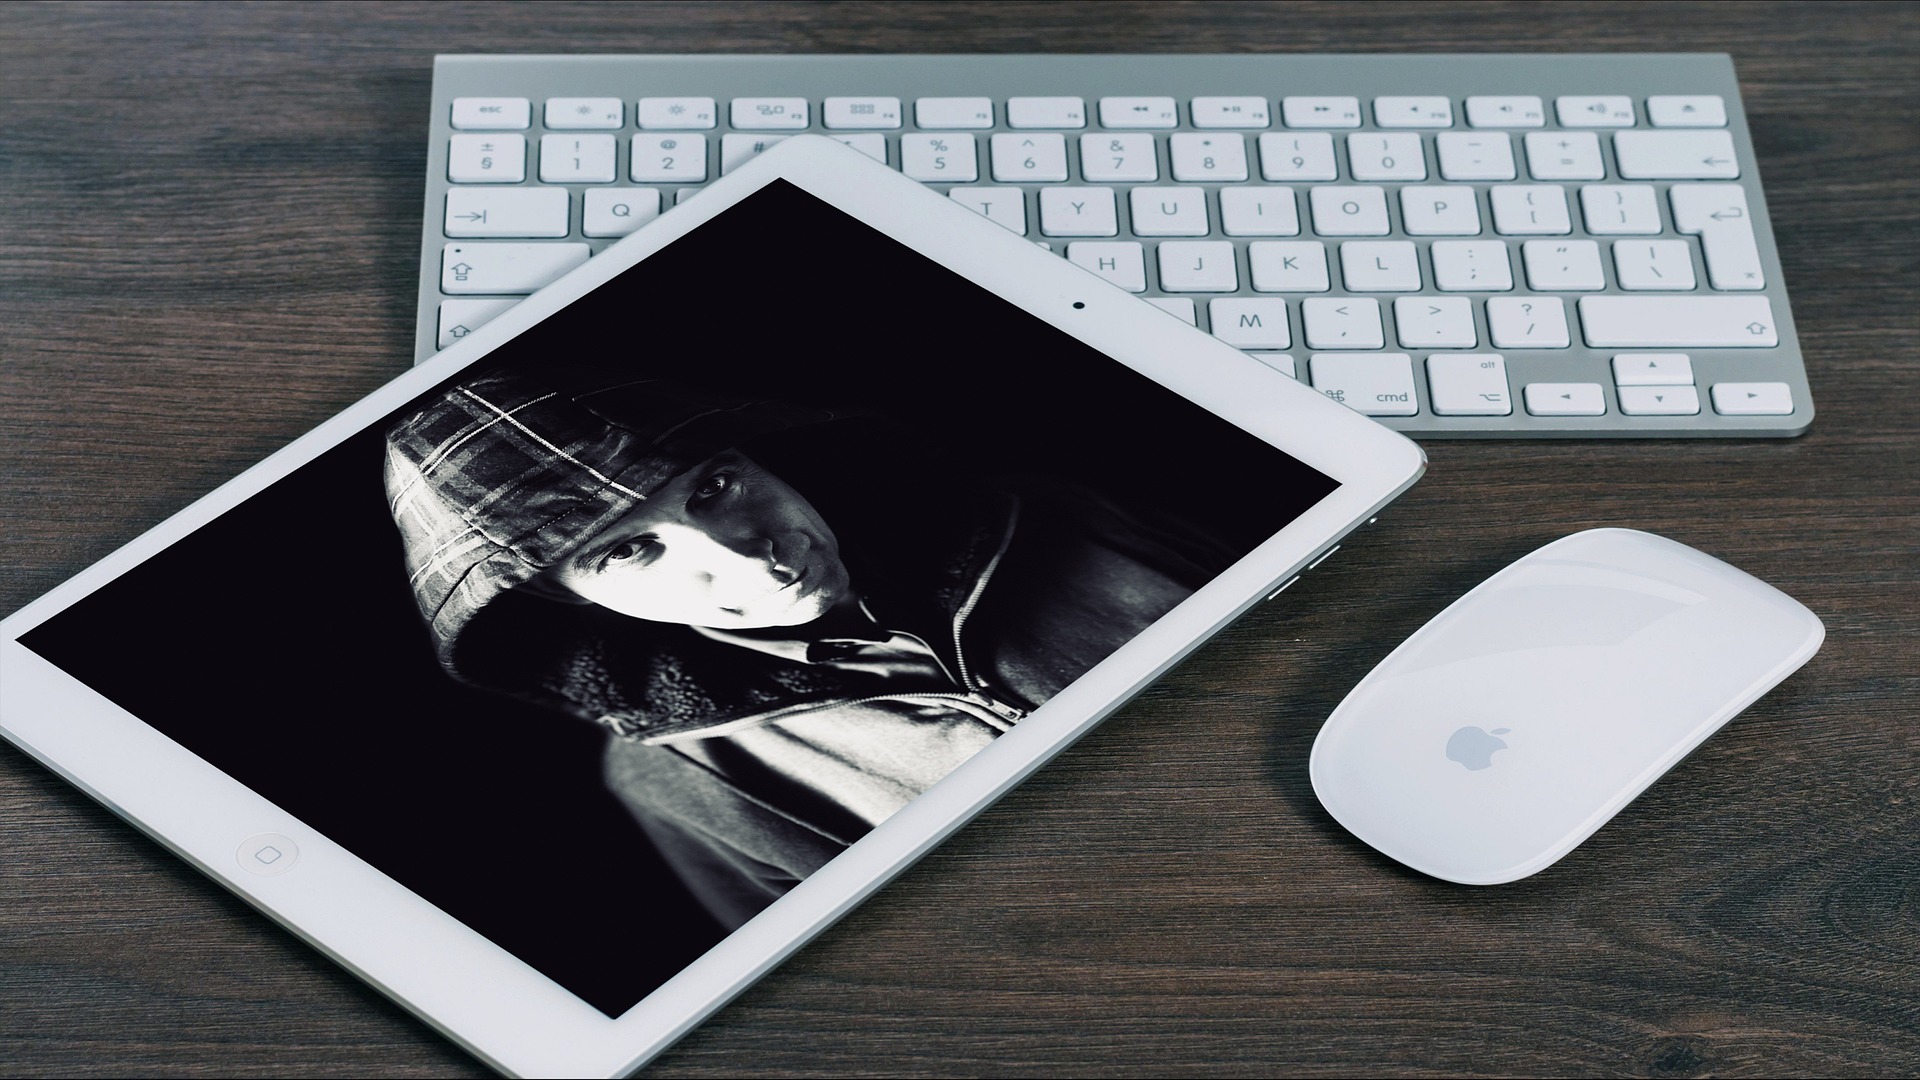 esc F1 F2 F3 F4 F5 F6 F7 F8 F9 F10 F11 F12
± ! @ % ^ & * ( ) - +
§ 1 2 # 5 6 7 8 9 0 - =
Q T Y U I O P { }
[ ]
H J K L : " |
; ' \
M < > ?
, . /
alt
cmd